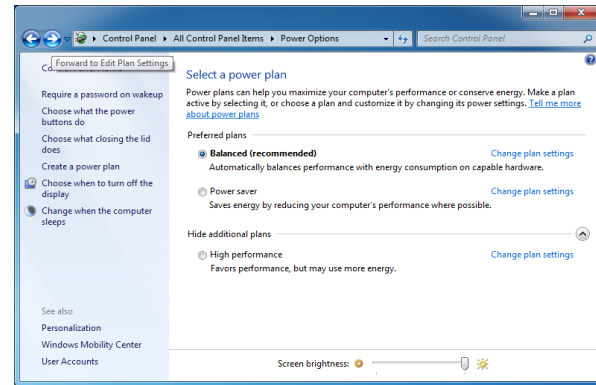 Control Panel ▸ All Control Panel Items ▸ Power Options
Search Control Panel
Forward to Edit Plan Settings
Require a password on wakeup
Choose what the power
buttons do
Choose what closing the lid
does
Create a power plan
Choose when to turn off the
display
Change when the computer
sleeps
See also
Personalization
Windows Mobility Center
User Accounts
Select a power plan
Power plans can help you maximize your computer's performance or conserve energy. Make a plan
active by selecting it, or choose a plan and customize it by changing its power settings. Tell me more
about power plans
Preferred plans
Balanced (recommended) Change plan settings
Automatically balances performance with energy consumption on capable hardware.
Power saver Change plan settings
Saves energy by reducing your computer's performance where possible.
Hide additional plans
High performance Change plan settings
Favors performance, but may use more energy.
Screen brightness: